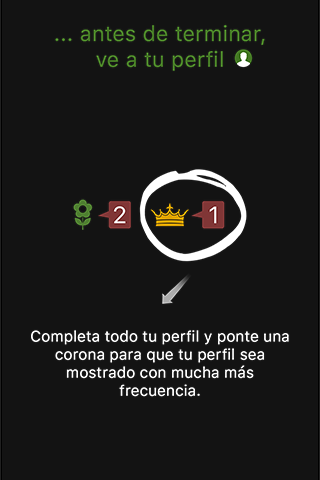 ... antes de terminar,
ve a tu perfil
2
1
Completa todo tu perfil y ponte una
corona para que tu perfil sea
mostrado con mucha más
frecuencia.